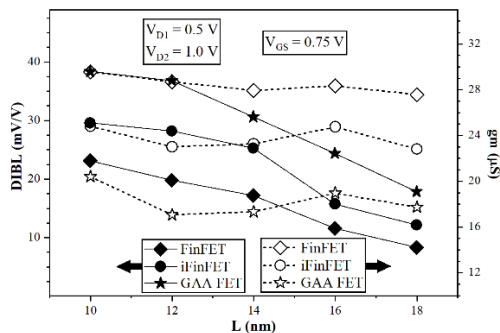 V_D1 = 0.5 V
V_D2 = 1.0 V
V_GS = 0.75 V
DIBL (mV/V)
40
30
20
10
gm (µS)
32
28
24
20
16
12
FinFET
iFinFET
GAA FET
FinFET
iFinFET
GAA FET
10
12
14
16
18
L (nm)